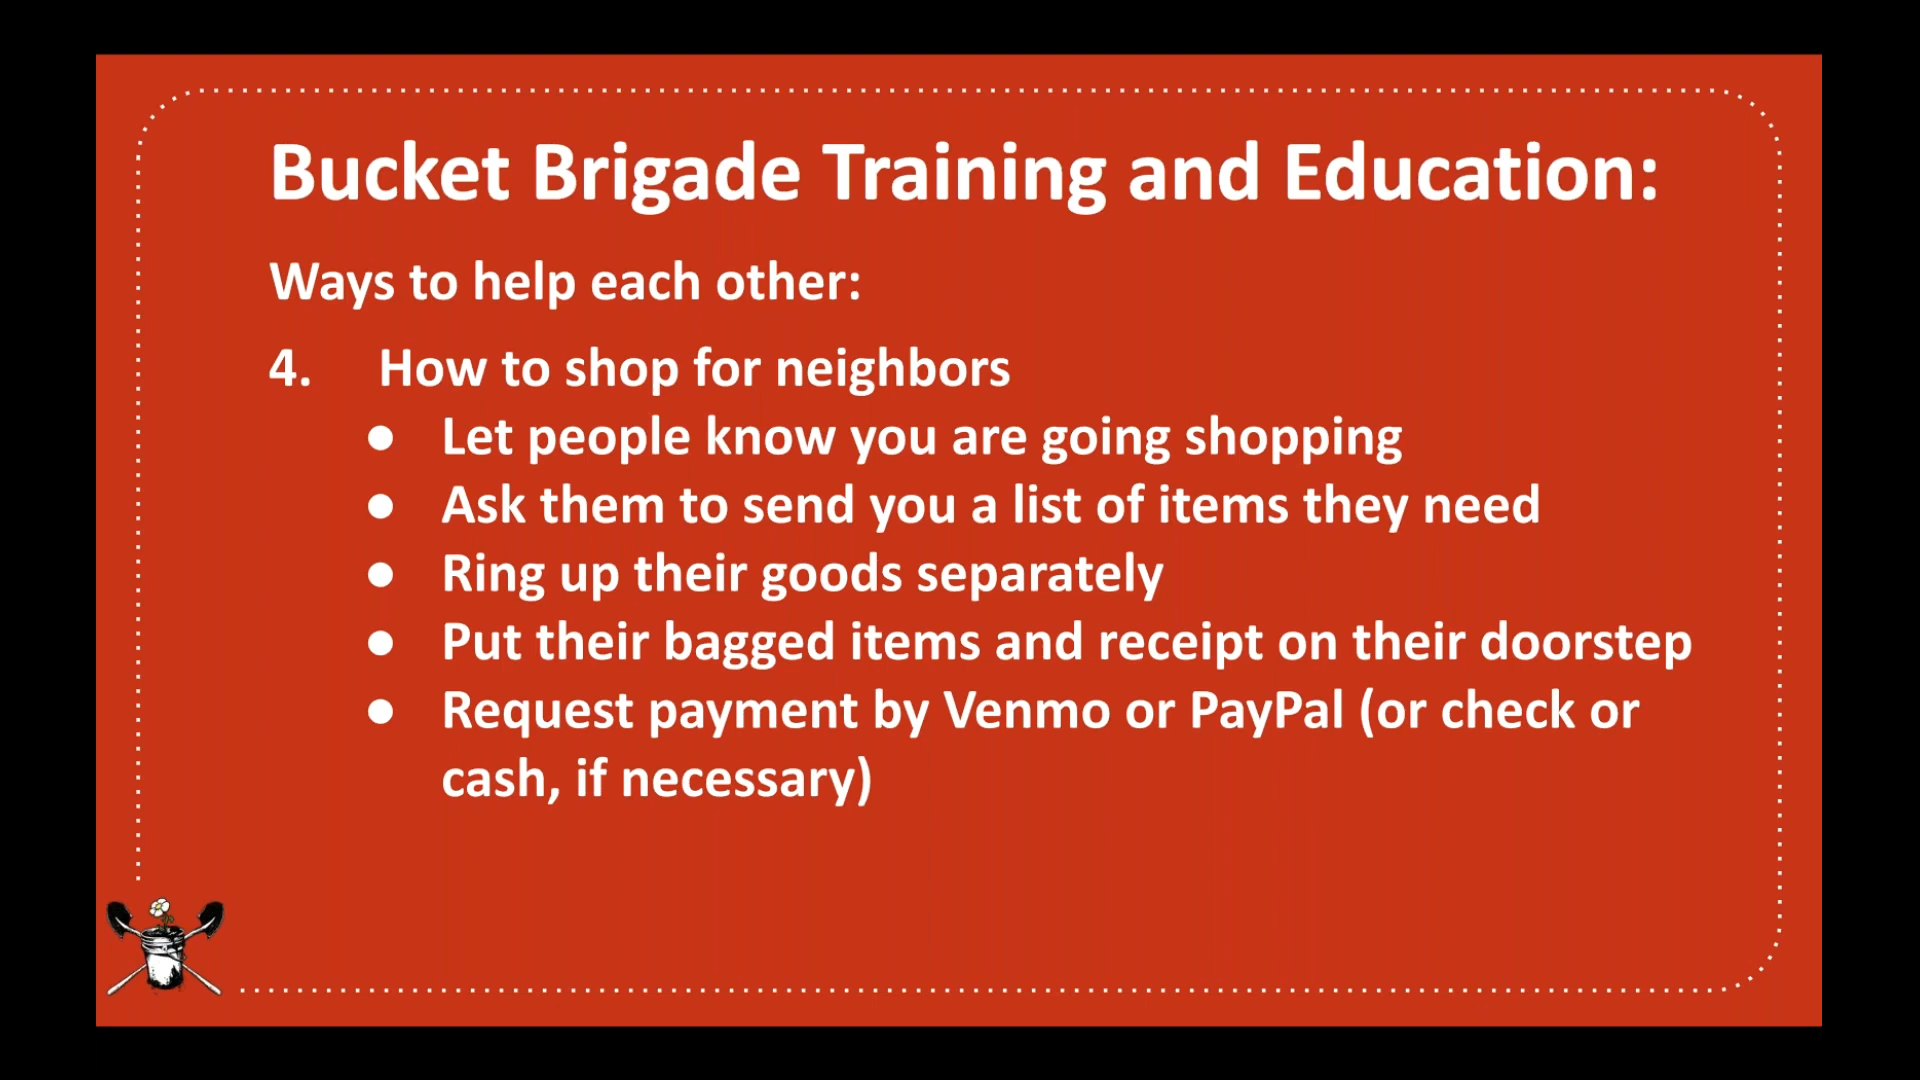 Bucket Brigade Training and Education:
Ways to help each other:
4. How to shop for neighbors
● Let people know you are going shopping
● Ask them to send you a list of items they need
● Ring up their goods separately
● Put their bagged items and receipt on their doorstep
● Request payment by Venmo or PayPal (or check or
cash, if necessary)